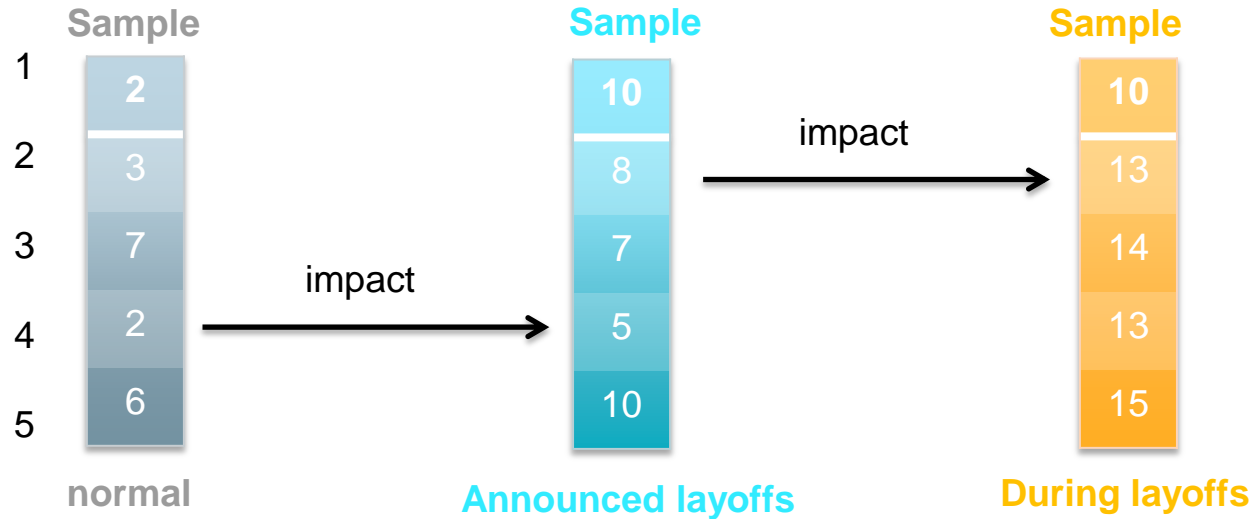 Sample Sample Sample
1 2 10 10
impact
2 3 8 13
3 7 7 14
impact
4 2 5 13
5 6 10 15
normal Announced layoffs During layoffs